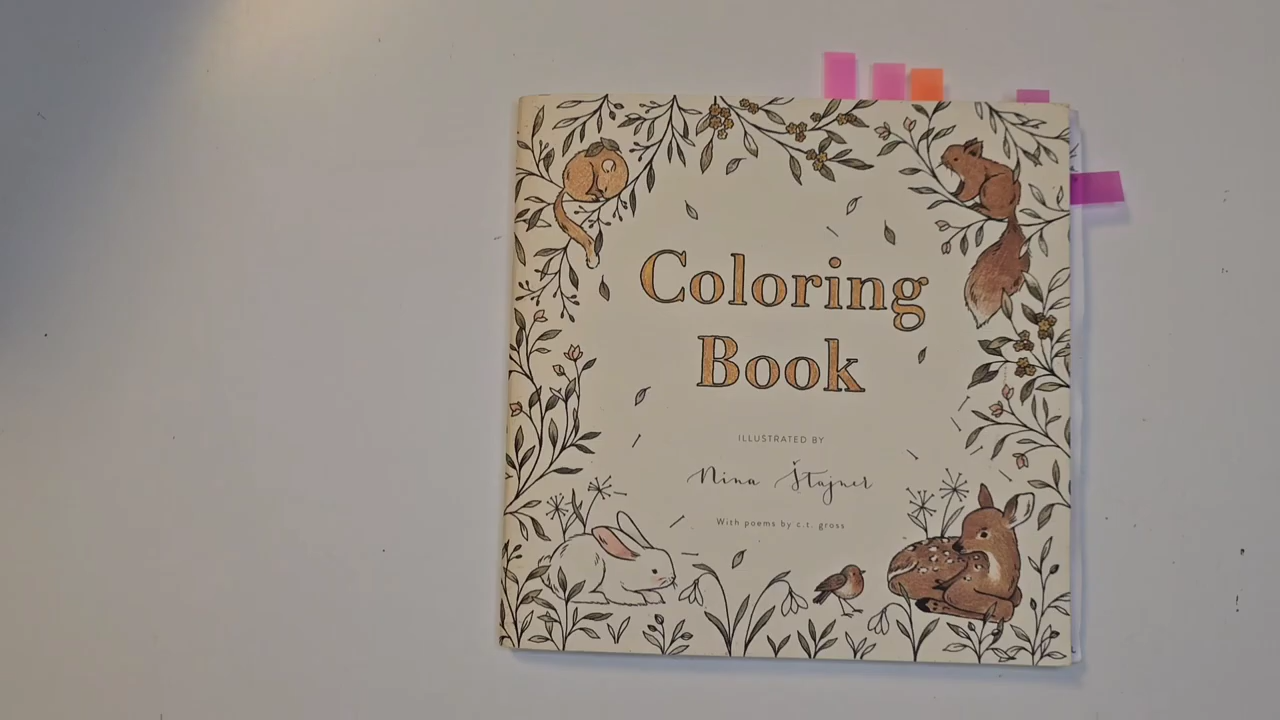 Coloring
Book
ILLUSTRATED BY
Nina Štajner
With poems by c.t. gross